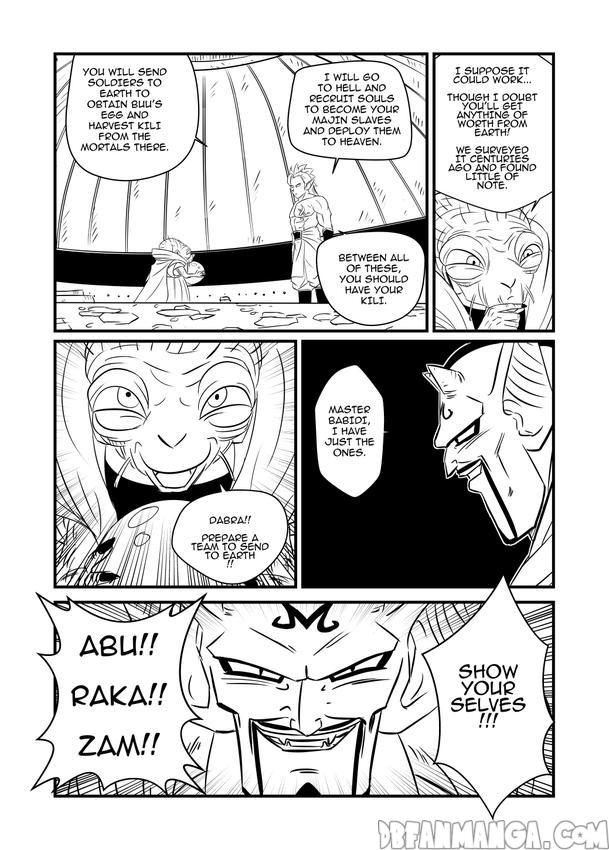 YOU WILL SEND
SOLDIERS TO
EARTH TO
OBTAIN BUU'S
EGG AND
HARVEST KILI
FROM THE
MORTALS THERE.
I WILL GO
TO HELL AND
RECRUIT SOULS
TO BECOME YOUR
MAJIN SLAVES
AND DEPLOY THEM
TO HEAVEN.
BETWEEN ALL
OF THESE,
YOU SHOULD
HAVE YOUR
KILI.
I SUPPOSE IT
COULD WORK...
THOUGH I DOUBT
YOU'LL GET
ANYTHING OF
WORTH FROM
EARTH!
WE SURVEYED
IT CENTURIES
AGO AND FOUND
LITTLE OF
NOTE.
DABRA!!
PREPARE A
TEAM TO SEND
TO EARTH
!!
MASTER
BABIDI,
I HAVE
JUST THE
ONES.
ABU!!
RAKA!!
ZAM!!
SHOW
YOUR
SELVES
!!!
DBFANMANGA.COM